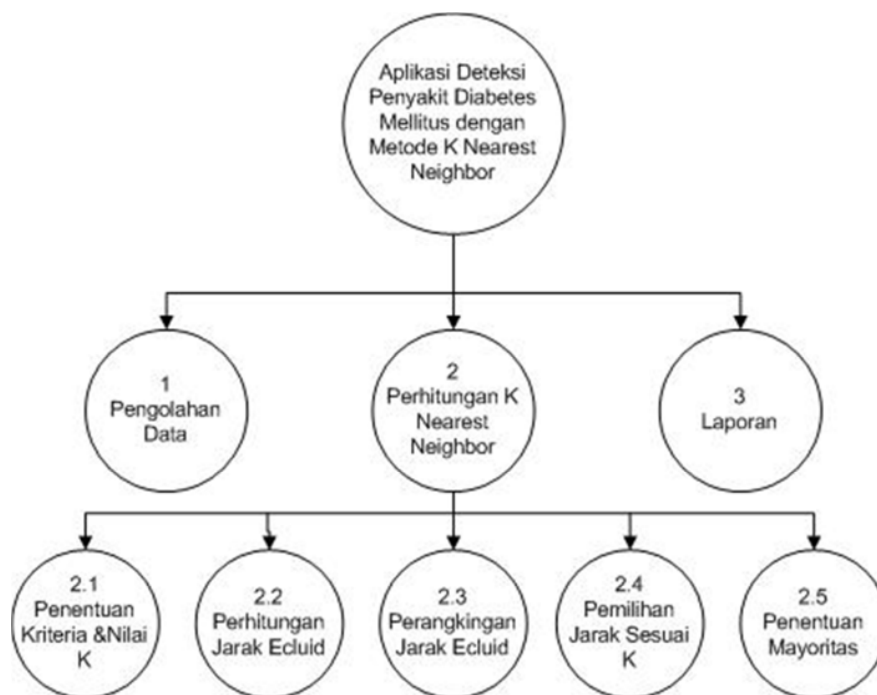 Aplikasi Deteksi
Penyakit Diabetes
Mellitus dengan
Metode K Nearest
Neighbor
1
Pengolahan
Data
2
Perhitungan K
Nearest
Neighbor
3
Laporan
2.1
Penentuan
Kriteria &Nilai
K
2.2
Perhitungan
Jarak Ecluid
2.3
Perangkingan
Jarak Ecluid
2.4
Pemilihan
Jarak Sesuai
K
2.5
Penentuan
Mayoritas